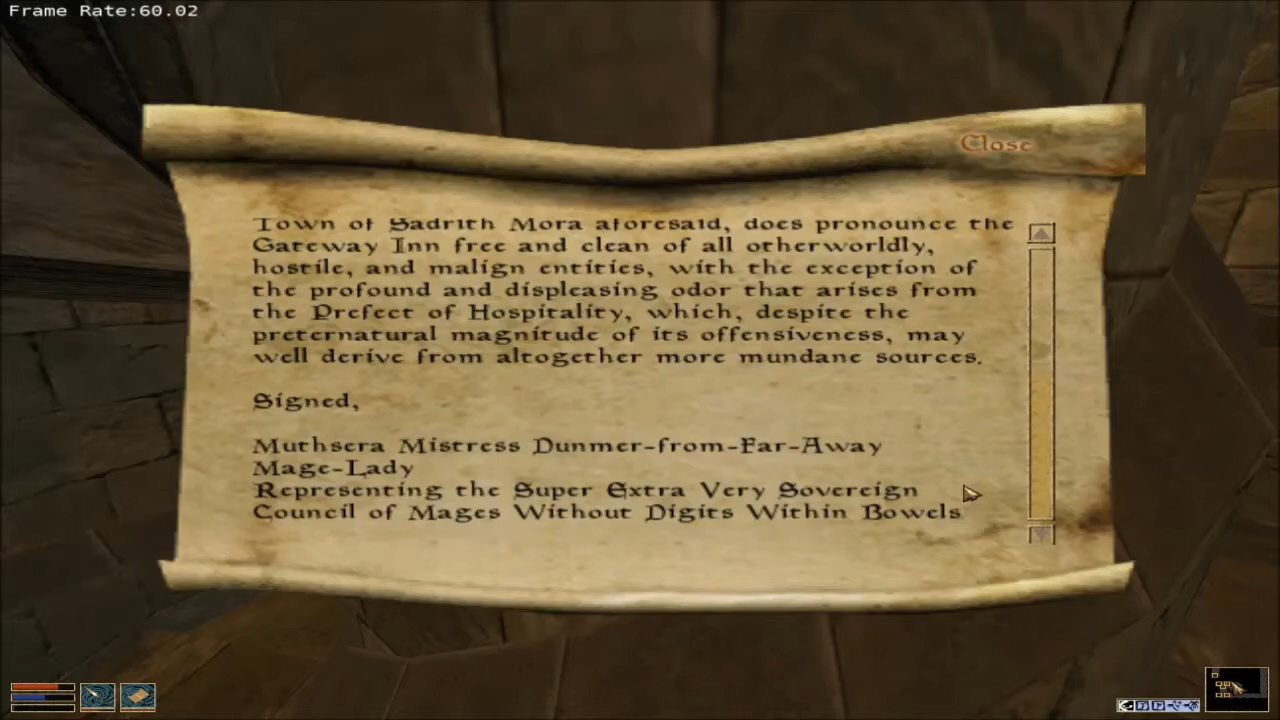 Frame Rate:60.02
Close
Town of Sadrith Mora aforesaid, does pronounce the
Gateway Inn free and clean of all otherworldly,
hostile, and malign entities, with the exception of
the profound and displeasing odor that arises from
the Prefect of Hospitality, which, despite the
preternatural magnitude of its offensiveness, may
well derive from altogether more mundane sources.
Signed,
Muthsera Mistress Dunmer-from-Far-Away
Mage-Lady
Representing the Super Extra Very Sovereign
Council of Mages Without Digits Within Bowels